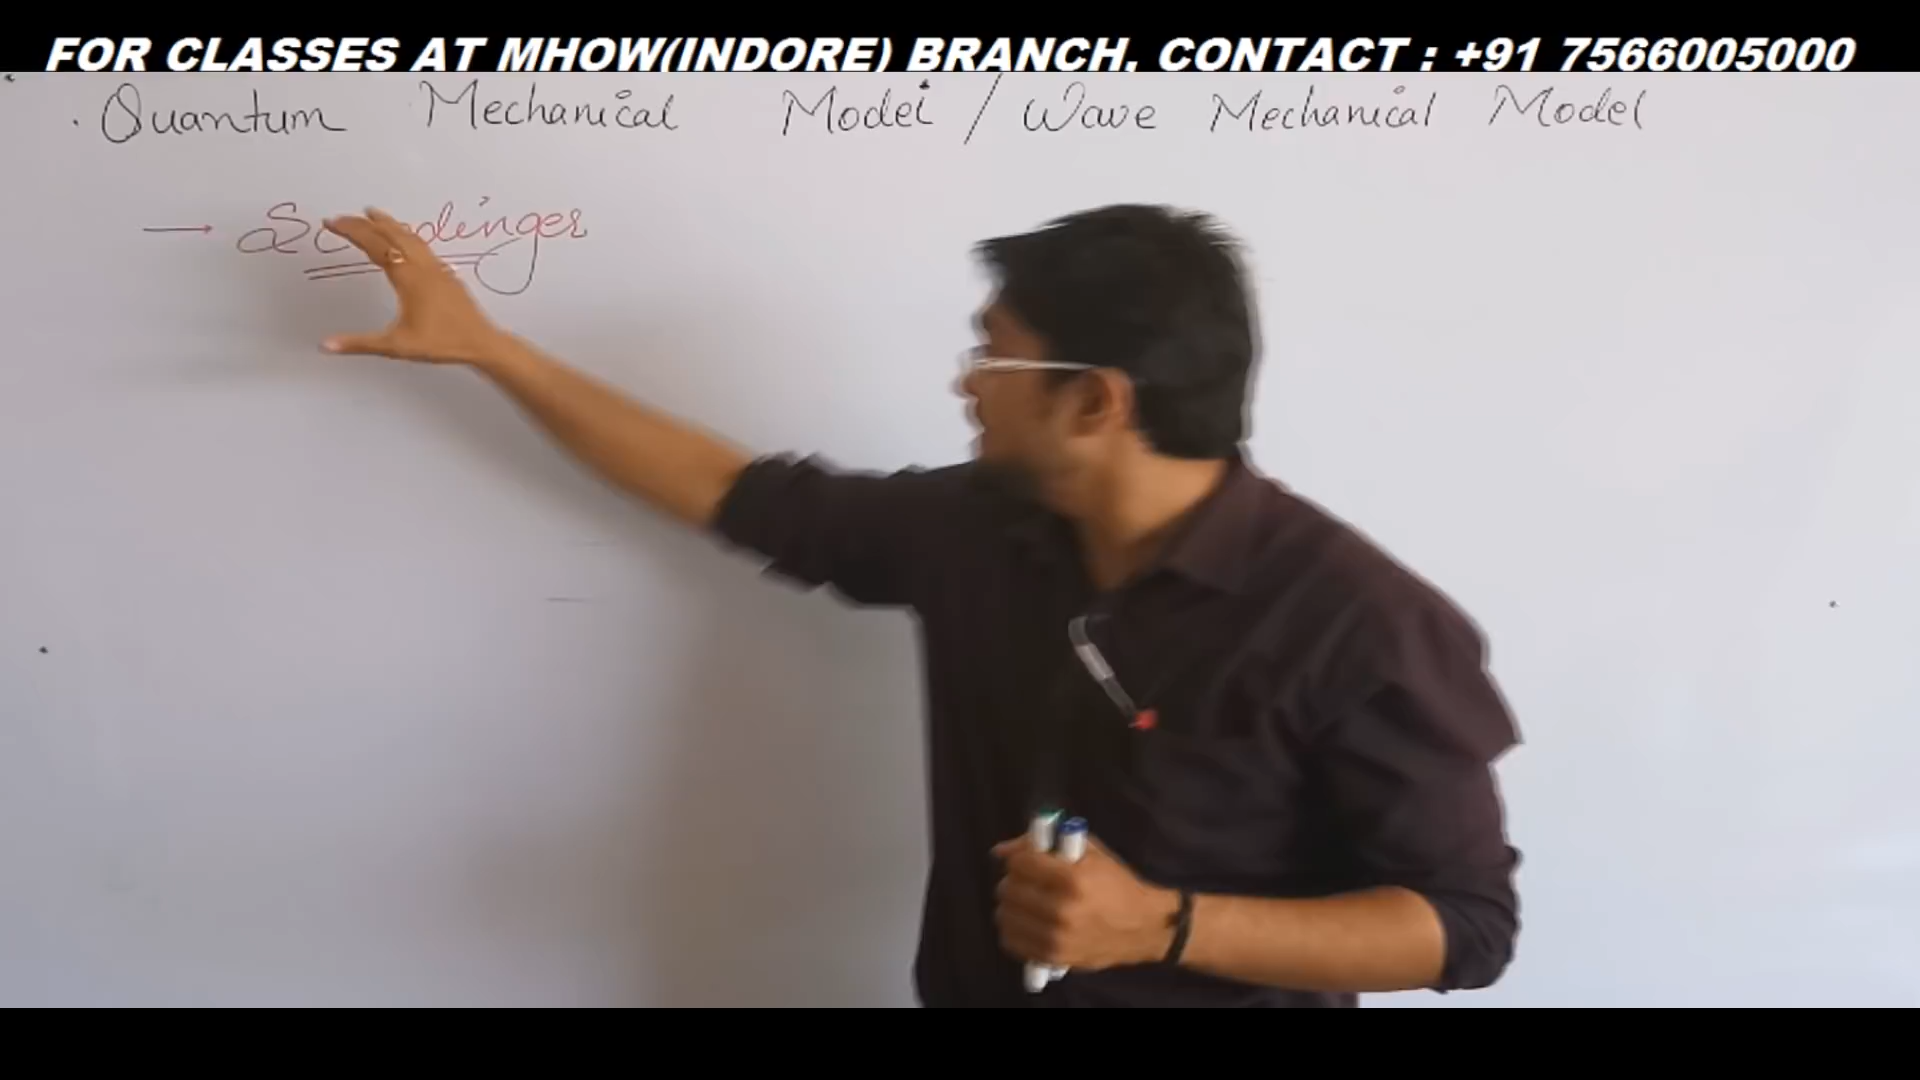 FOR CLASSES AT MHOW(INDORE) BRANCH, CONTACT : +91 7566005000
Quantum Mechanical Model / Wave Mechanical Model